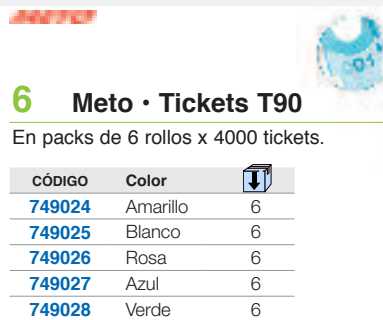 6 Meto • Tickets T90
En packs de 6 rollos x 4000 tickets.
CÓDIGO Color
749024 Amarillo 6
749025 Blanco 6
749026 Rosa 6
749027 Azul 6
749028 Verde 6